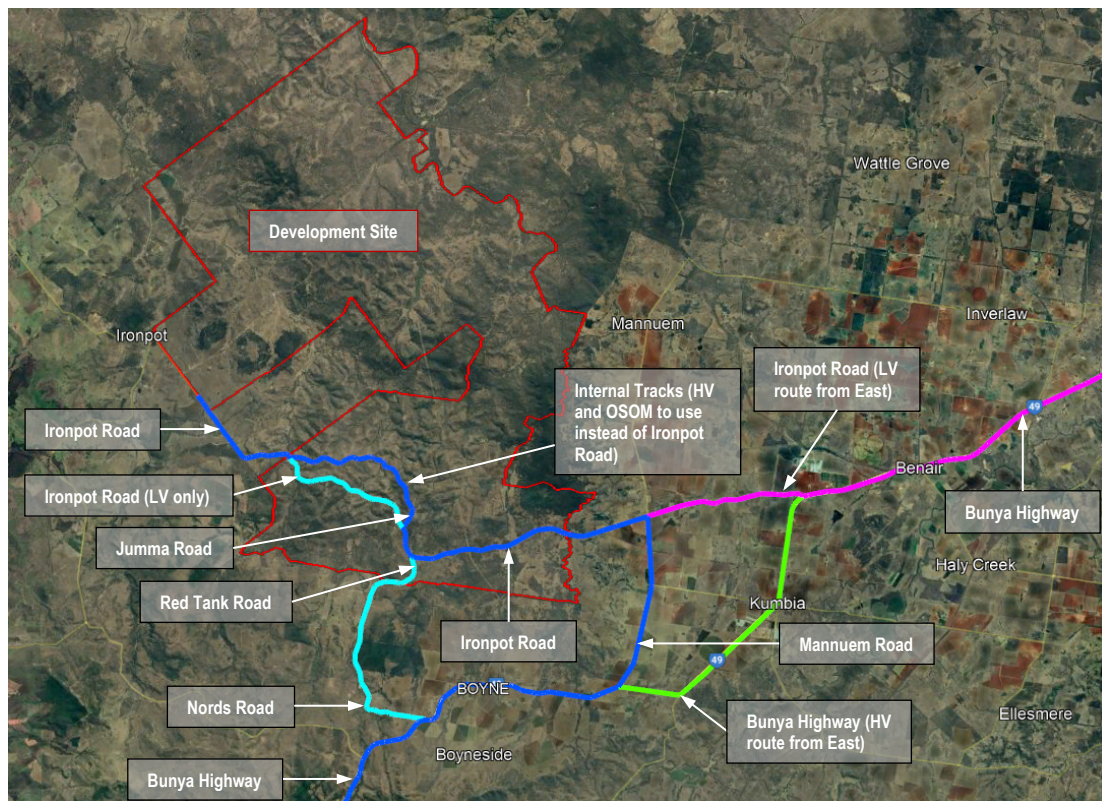 Wattle Grove
Development Site
Inverlaw
Mannuem
Ironpot
Ironpot Road (LV
route from East)
Internal Tracks (HV
and OSOM to use
instead of Ironpot
Road)
49
Ironpot Road
Benair
Ironpot Road (LV only)
Bunya Highway
Jumma Road
Haly Creek
Red Tank Road
Kumbia
Ironpot Road
Mannuem Road
49
BOYNE
Nords Road
Ellesmere
Bunya Highway (HV
route from East)
Boyneside
Bunya Highway